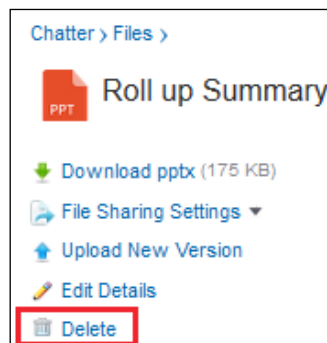 Chatter > Files >
PPT
Roll up Summary
Download pptx (175 KB)
File Sharing Settings
Upload New Version
Edit Details
Delete